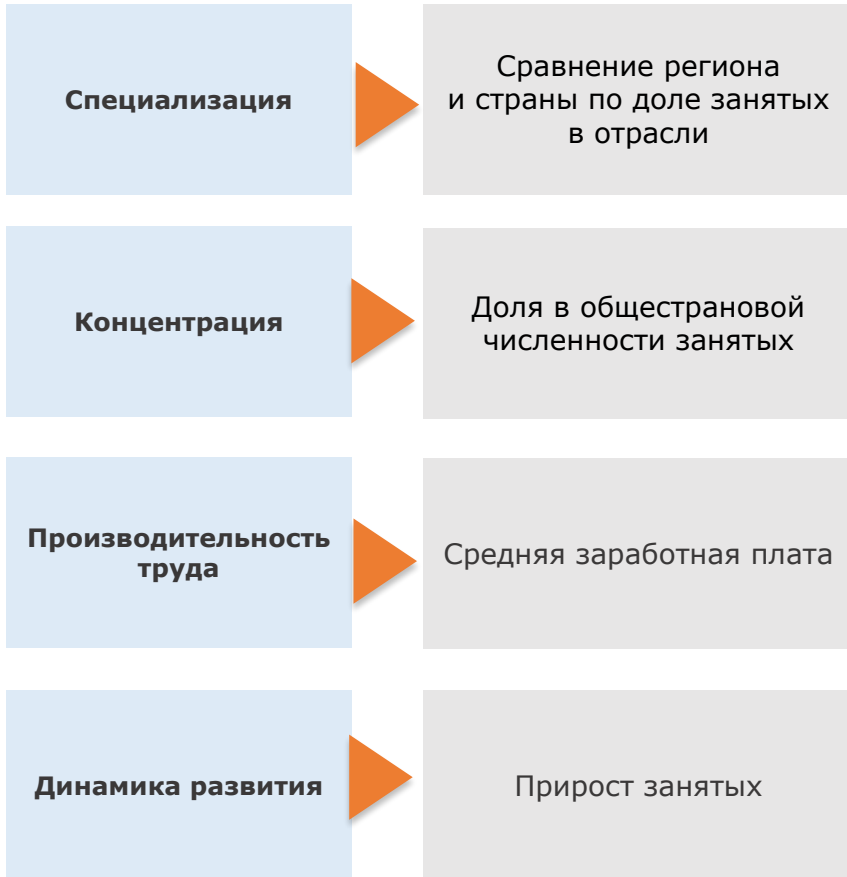 Специализация
Сравнение региона
и страны по доле занятых
в отрасли
Концентрация
Доля в общестрановой
численности занятых
Производительность
труда
Средняя заработная плата
Динамика развития
Прирост занятых